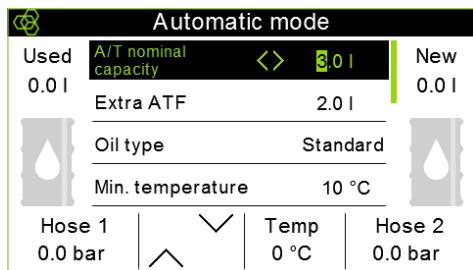 Automatic mode
Used
0.0 l
A/T nominal
capacity
<> 3.0 l
Extra ATF 2.0 l
Oil type Standard
Min. temperature 10 °C
New
0.0 l
Hose 1
0.0 bar
Temp
0 °C
Hose 2
0.0 bar